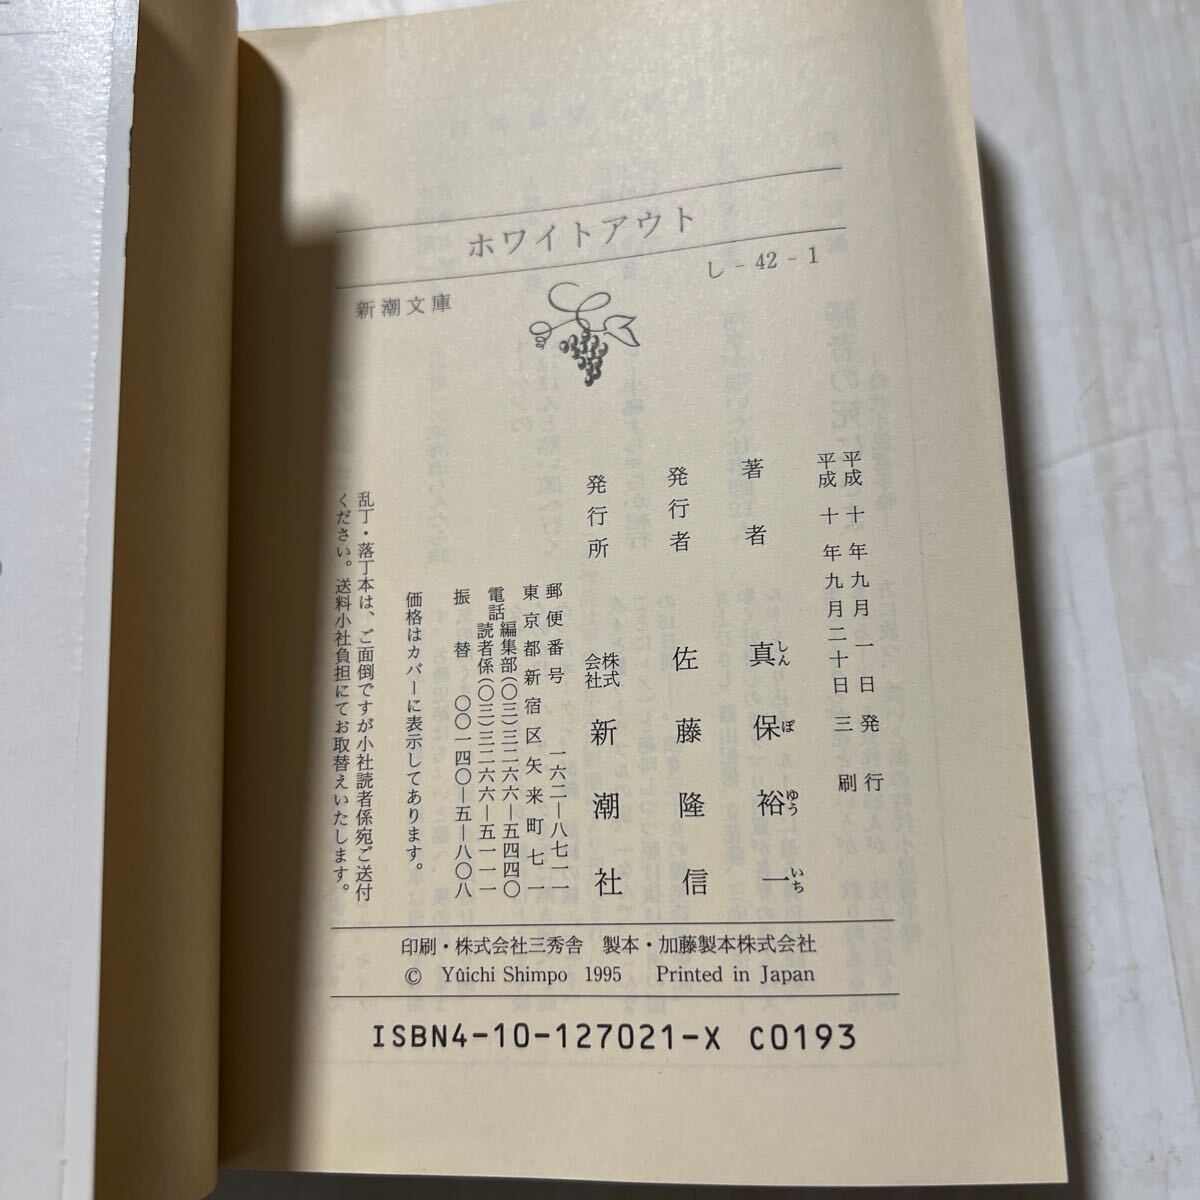 ホワイトアウト
新潮文庫
し-42-1
平成十年九月一日発行
平成十年九月二十日三刷
著者 真保裕一
しんぽゆういち
発行者 佐藤隆信
発行所 株式会社 新潮社
郵便番号 一六二―八七一一
東京都新宿区矢来町七一
電話 編集部(〇三)三二六六―五四四〇
読者係(〇三)三二六六―五一一一
振替 〇〇一四〇―五―八〇八
価格はカバーに表示してあります。
乱丁・落丁本は、ご面倒ですが小社読者係宛ご送付
ください。送料小社負担にてお取替えいたします。
印刷・株式会社三秀舎 製本・加藤製本株式会社
© Yûichi Shimpo 1995 Printed in Japan
ISBN4-10-127021-X C0193